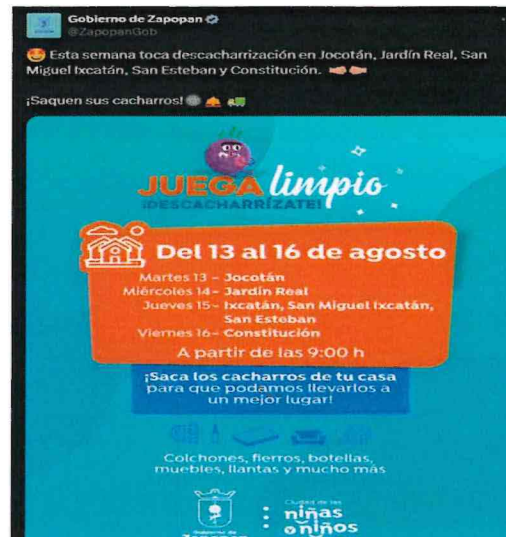 Gobierno de Zapopan
@ZapopanGob
Esta semana toca descacharrización en Jocotán, Jardín Real, San
Miguel Ixcatán, San Esteban y Constitución.
¡Saquen sus cacharros!
JUEGA limpio
¡DESCACHARRÍZATE!
Del 13 al 16 de agosto
Martes 13 – Jocotán
Miércoles 14 – Jardín Real
Jueves 15 – Ixcatán, San Miguel Ixcatán,
San Esteban
Viernes 16 – Constitución
A partir de las 9:00 h
¡Saca los cacharros de tu casa
para que podamos llevarlos a
un mejor lugar!
Colchones, fierros, botellas,
muebles, llantas y mucho más
Gobierno de
Zapopan
Ciudad de las
niñas
o niños